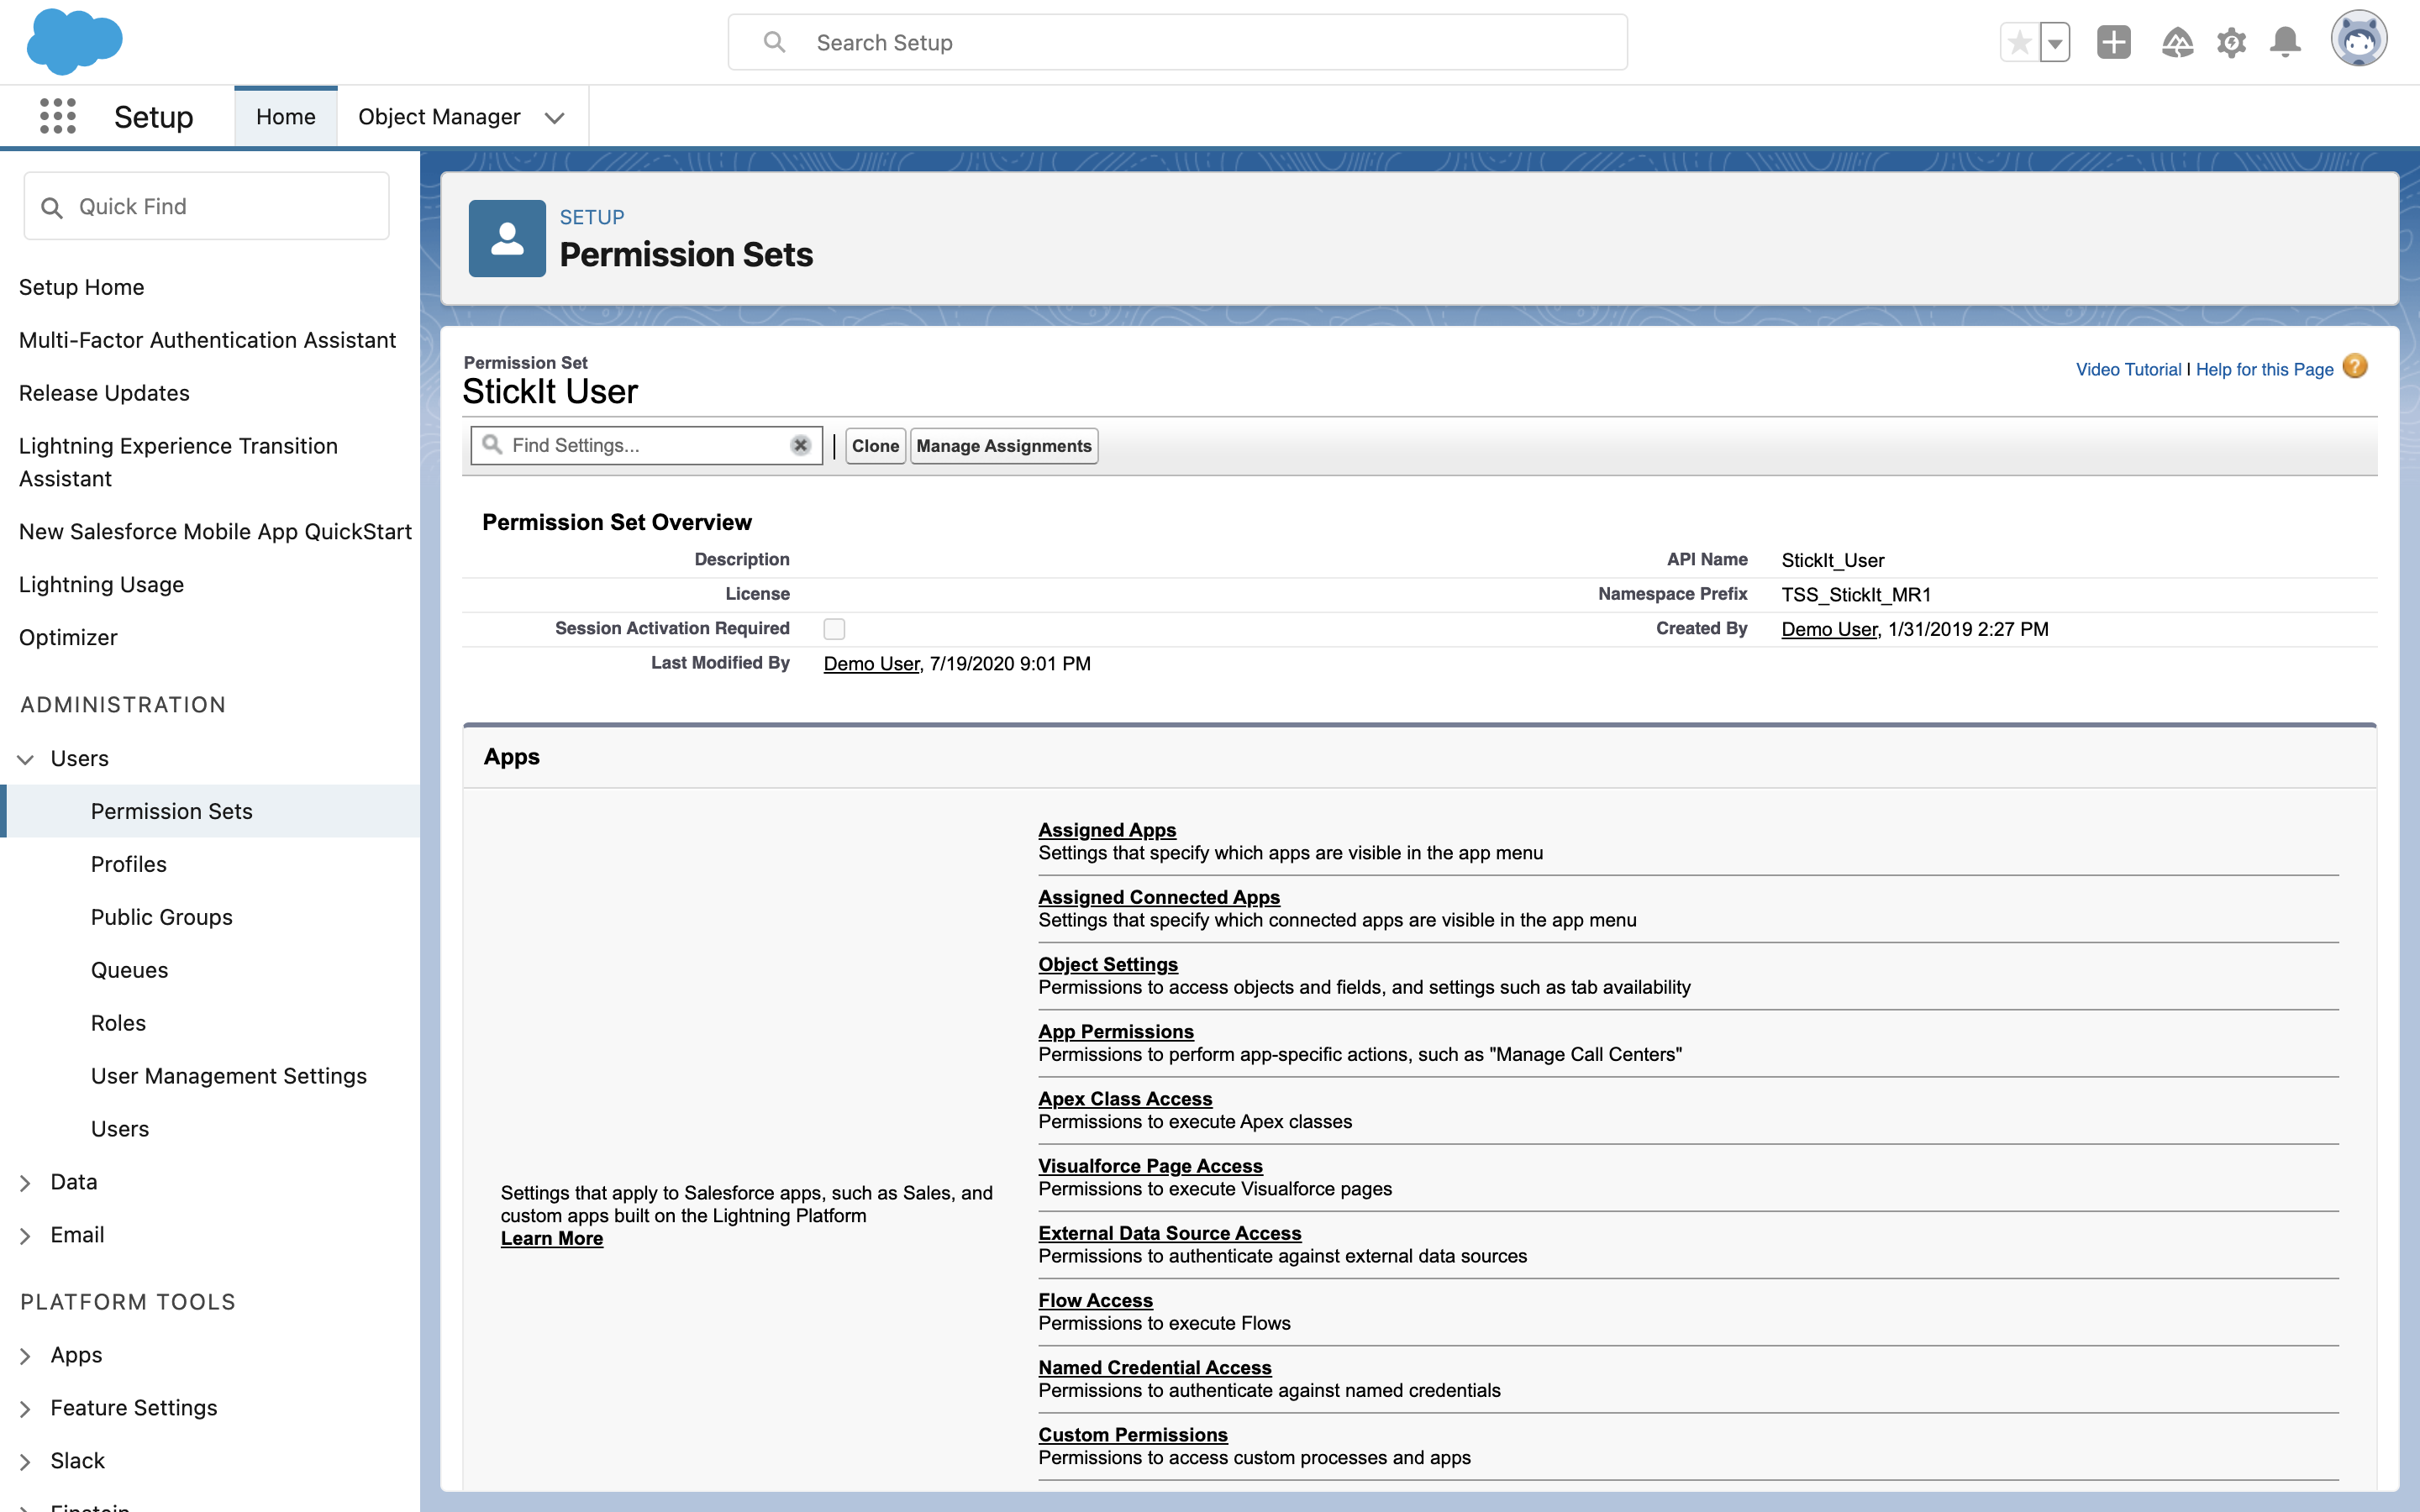 Search Setup
Setup
Home
Object Manager
Quick Find
Setup Home
Multi-Factor Authentication Assistant
Release Updates
Lightning Experience Transition
Assistant
New Salesforce Mobile App QuickStart
Lightning Usage
Optimizer
ADMINISTRATION
Users
Permission Sets
Profiles
Public Groups
Queues
Roles
User Management Settings
Users
Data
Email
PLATFORM TOOLS
Apps
Feature Settings
Slack
Einstein
SETUP
Permission Sets
Permission Set
StickIt User
Video Tutorial | Help for this Page
Find Settings...
Clone
Manage Assignments
Permission Set Overview
Description
API Name StickIt_User
License
Namespace Prefix TSS_StickIt_MR1
Session Activation Required
Created By Demo User, 1/31/2019 2:27 PM
Last Modified By Demo User, 7/19/2020 9:01 PM
Apps
Settings that apply to Salesforce apps, such as Sales, and
custom apps built on the Lightning Platform
Learn More
Assigned Apps
Settings that specify which apps are visible in the app menu
Assigned Connected Apps
Settings that specify which connected apps are visible in the app menu
Object Settings
Permissions to access objects and fields, and settings such as tab availability
App Permissions
Permissions to perform app-specific actions, such as "Manage Call Centers"
Apex Class Access
Permissions to execute Apex classes
Visualforce Page Access
Permissions to execute Visualforce pages
External Data Source Access
Permissions to authenticate against external data sources
Flow Access
Permissions to execute Flows
Named Credential Access
Permissions to authenticate against named credentials
Custom Permissions
Permissions to access custom processes and apps